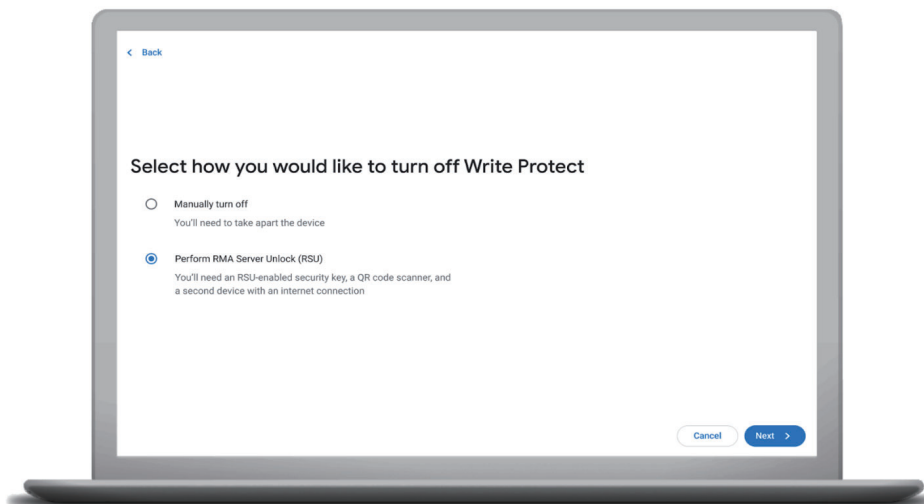 Back
Select how you would like to turn off Write Protect
Manually turn off
You'll need to take apart the device
Perform RMA Server Unlock (RSU)
You'll need an RSU-enabled security key, a QR code scanner, and
a second device with an internet connection
Cancel Next